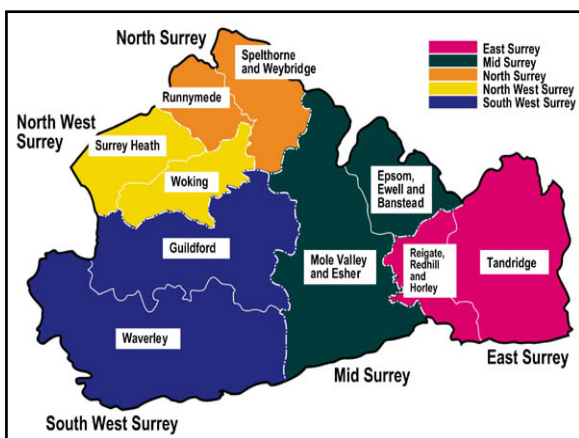 North Surrey
Spelthorne
and Weybridge
East Surrey
Mid Surrey
North Surrey
North West Surrey
South West Surrey
Runnymede
North West
Surrey
Surrey Heath
Woking
Epsom,
Ewell and
Banstead
Guildford
Mole Valley
and Esher
Reigate,
Redhill
and
Horley
Tandridge
Waverley
East Surrey
Mid Surrey
South West Surrey